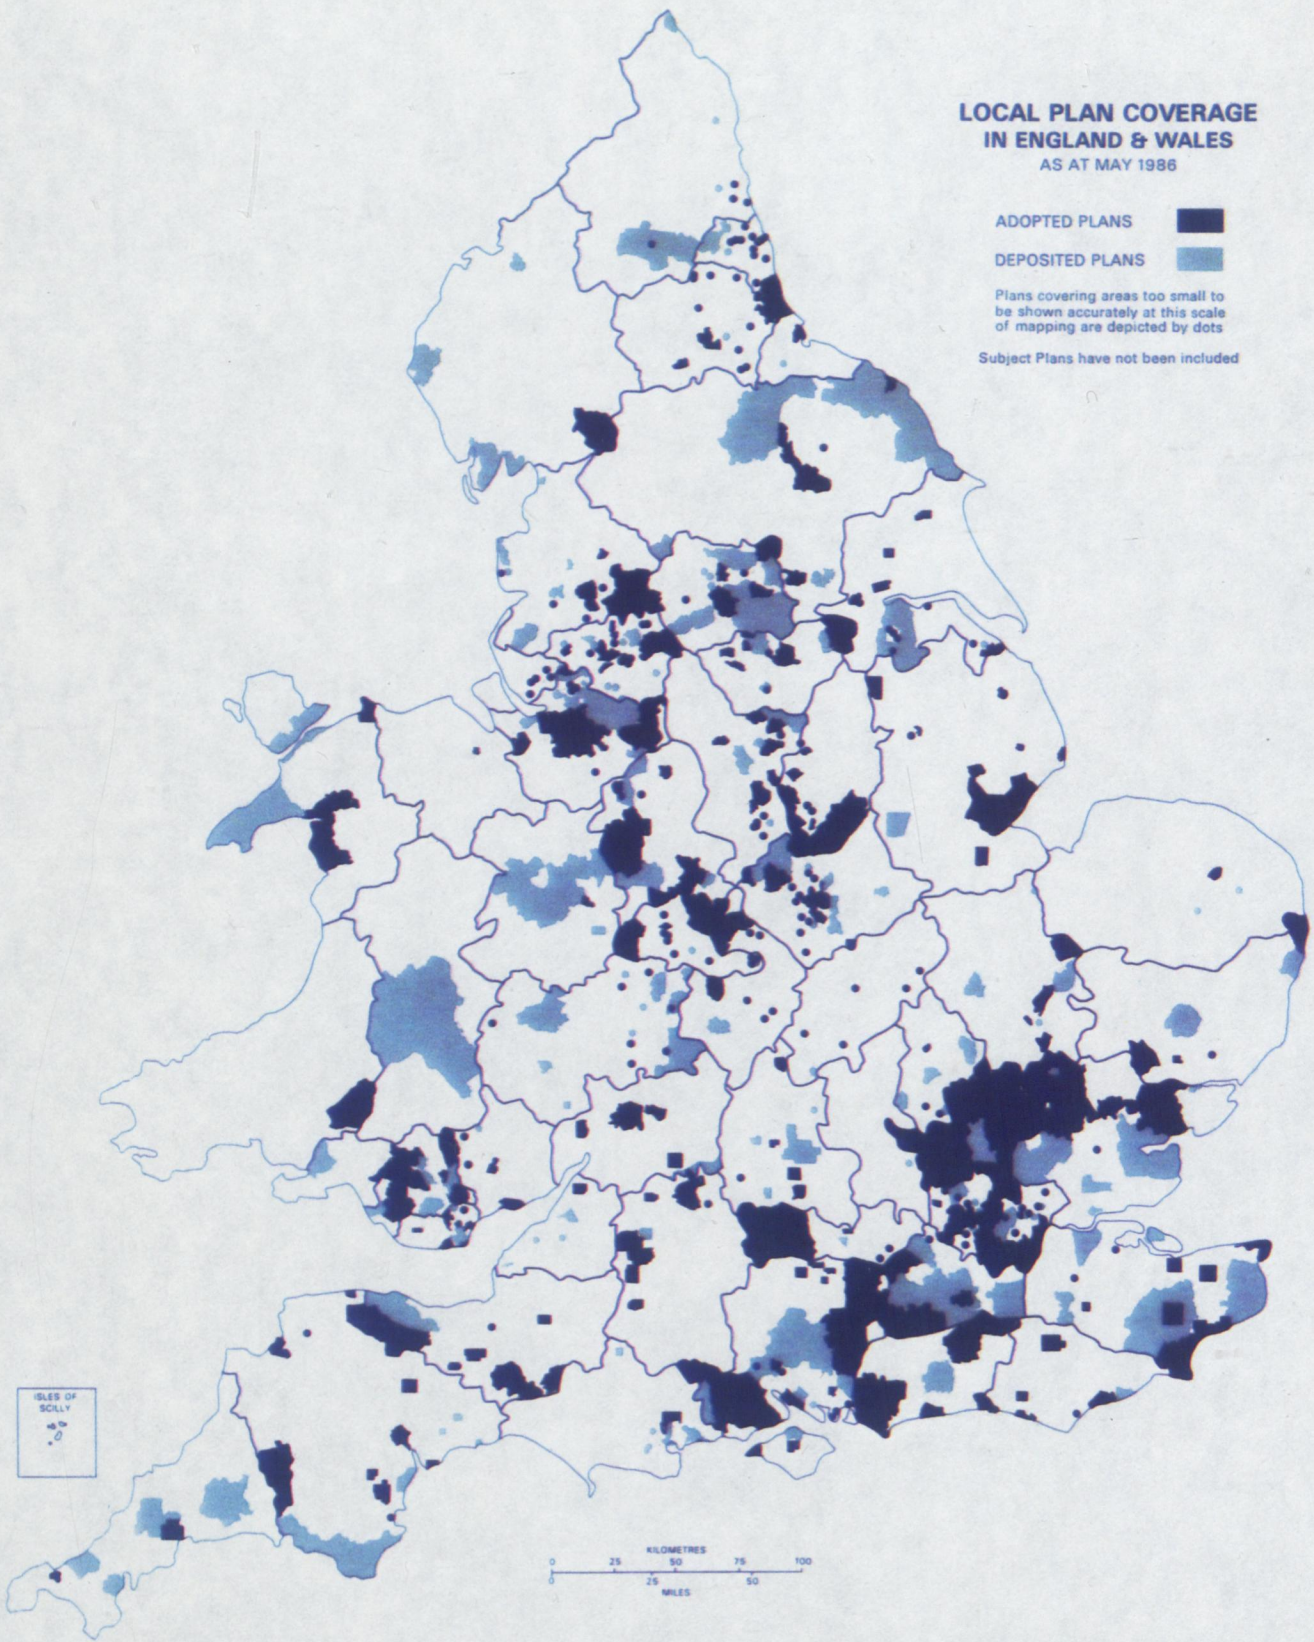 LOCAL PLAN COVERAGE
IN ENGLAND & WALES
AS AT MAY 1986
ADOPTED PLANS
DEPOSITED PLANS
Plans covering areas too small to
be shown accurately at this scale
of mapping are depicted by dots
Subject Plans have not been included
ISLES OF
SCILLY
KILOMETRES
0 25 50 75 100
0 25 50
MILES